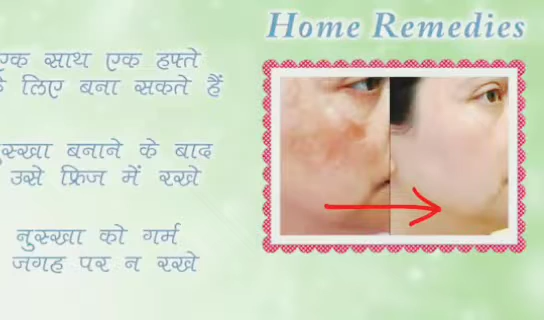 Home Remedies
एक साथ एक हफ्ते
लिए बना सकते हैं
नुस्खा बनाने के बाद
उसे फ्रिज में रखे
नुस्खा को गर्म
जगह पर न रखे